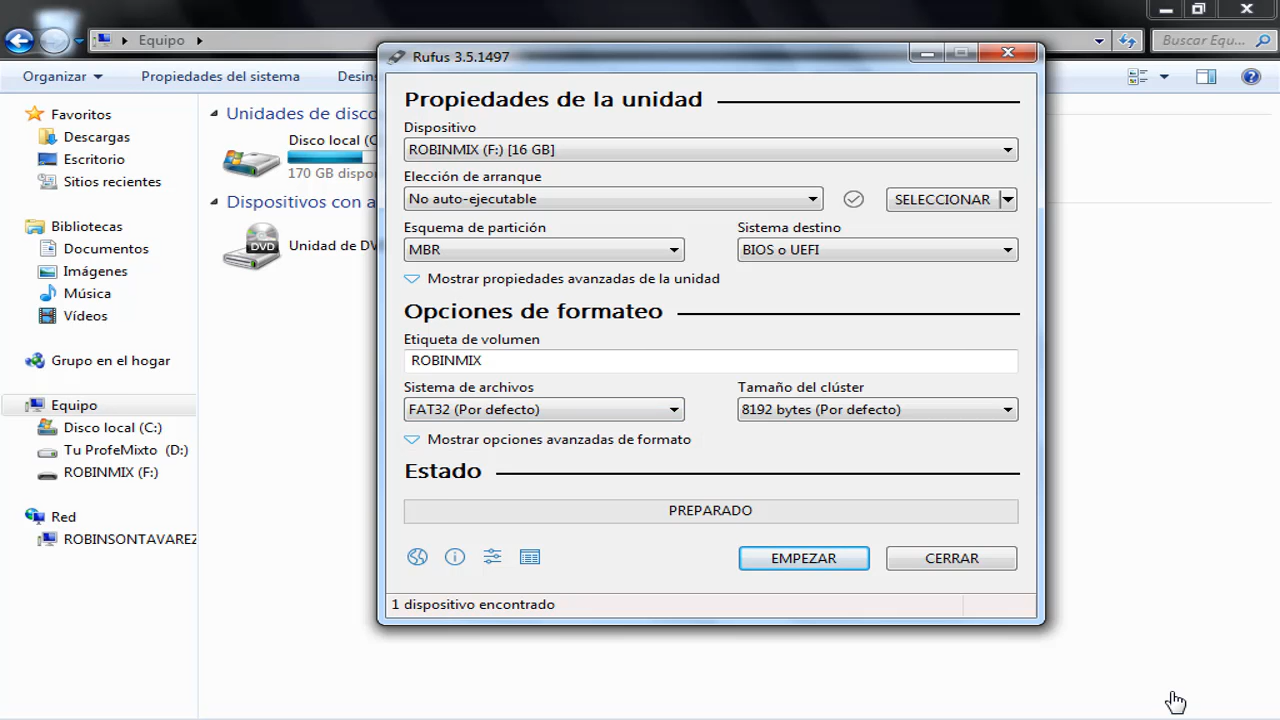 Equipo
Buscar Equ...
Organizar
Propiedades del sistema
Desins
Favoritos
Descargas
Escritorio
Sitios recientes
Bibliotecas
Documentos
Imágenes
Música
Vídeos
Grupo en el hogar
Equipo
Disco local (C:)
Tu ProfeMixto (D:)
ROBINMIX (F:)
Red
ROBINSONTAVAREZ
Unidades de disco
Disco local (C
170 GB dispo
Dispositivos con a
DVD
Unidad de DV
Rufus 3.5.1497
Propiedades de la unidad
Dispositivo
ROBINMIX (F:) [16 GB]
Elección de arranque
No auto-ejecutable
SELECCIONAR
Esquema de partición
Sistema destino
MBR
BIOS o UEFI
Mostrar propiedades avanzadas de la unidad
Opciones de formateo
Etiqueta de volumen
ROBINMIX
Sistema de archivos
Tamaño del clúster
FAT32 (Por defecto)
8192 bytes (Por defecto)
Mostrar opciones avanzadas de formato
Estado
PREPARADO
EMPEZAR
CERRAR
1 dispositivo encontrado